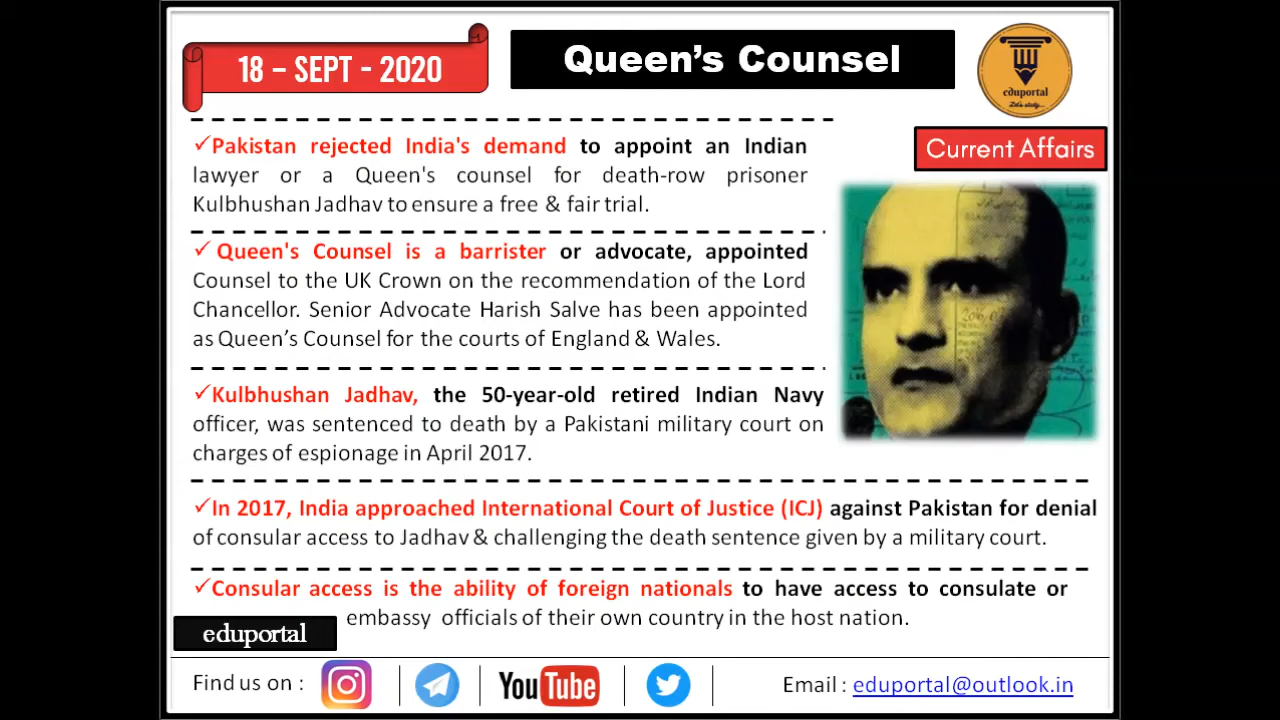 18 – SEPT - 2020
Queen's Counsel
eduportal
Let's study...
Current Affairs
✓Pakistan rejected India's demand to appoint an Indian
lawyer or a Queen's counsel for death-row prisoner
Kulbhushan Jadhav to ensure a free & fair trial.
✓ Queen's Counsel is a barrister or advocate, appointed
Counsel to the UK Crown on the recommendation of the Lord
Chancellor. Senior Advocate Harish Salve has been appointed
as Queen's Counsel for the courts of England & Wales.
✓Kulbhushan Jadhav, the 50-year-old retired Indian Navy
officer, was sentenced to death by a Pakistani military court on
charges of espionage in April 2017.
✓In 2017, India approached International Court of Justice (ICJ) against Pakistan for denial
of consular access to Jadhav & challenging the death sentence given by a military court.
✓Consular access is the ability of foreign nationals to have access to consulate or
embassy officials of their own country in the host nation.
eduportal
Find us on :
YouTube
Email : eduportal@outlook.in